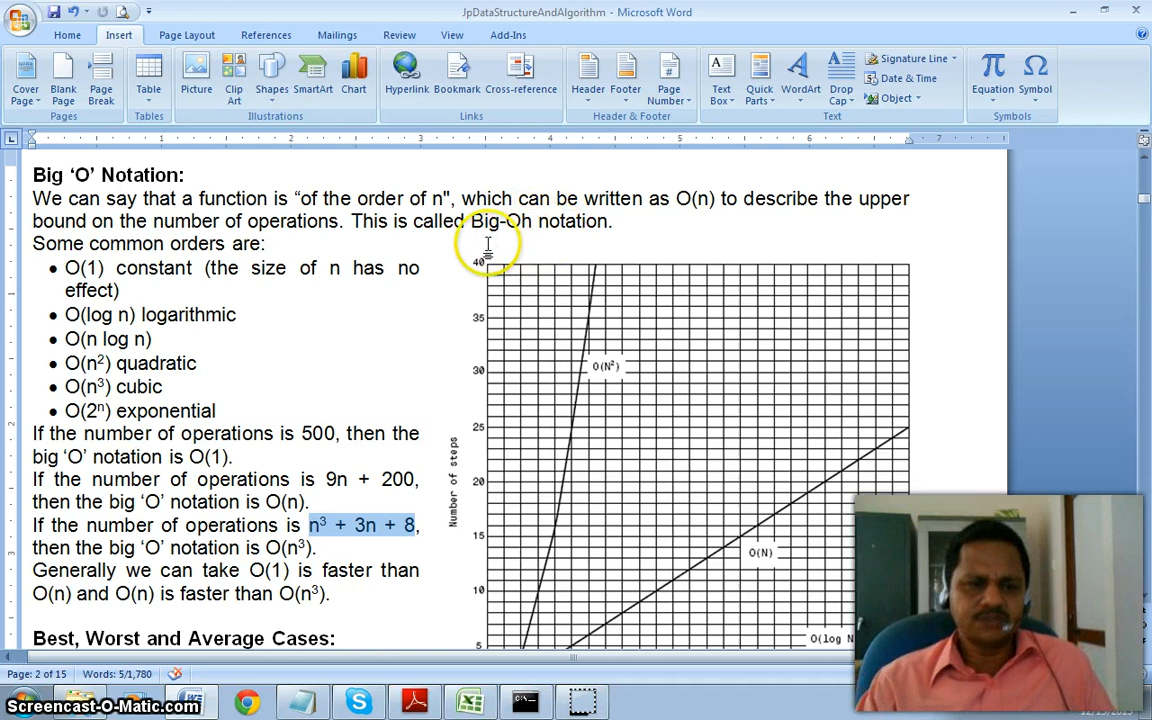 JpDataStructureAndAlgorithm - Microsoft Word
Home Insert Page Layout References Mailings Review View Add-Ins
Cover Page Blank Page Page Break
Pages
Table
Tables
Picture Clip Art Shapes SmartArt Chart
Illustrations
Hyperlink Bookmark Cross-reference
Links
Header Footer Page Number
Header & Footer
Text Box Quick Parts WordArt Drop Cap
Signature Line
Date & Time
Object
Text
Equation Symbol
Symbols
1 2 3 4 5 6 7
Big ‘O’ Notation:
We can say that a function is “of the order of n", which can be written as O(n) to describe the upper
bound on the number of operations. This is called Big-Oh notation.
Some common orders are:
• O(1) constant (the size of n has no
effect)
• O(log n) logarithmic
• O(n log n)
• O(n²) quadratic
• O(n³) cubic
• O(2ⁿ) exponential
If the number of operations is 500, then the
big ‘O’ notation is O(1).
If the number of operations is 9n + 200,
then the big ‘O’ notation is O(n).
If the number of operations is n³ + 3n + 8,
then the big ‘O’ notation is O(n³).
Generally we can take O(1) is faster than
O(n) and O(n) is faster than O(n³).
Best, Worst and Average Cases:
Number of steps
40
35
30
25
20
15
10
5
O(N²)
O(N)
O(log N
Page: 2 of 15 Words: 5/1,780
Screencast-O-Matic.com